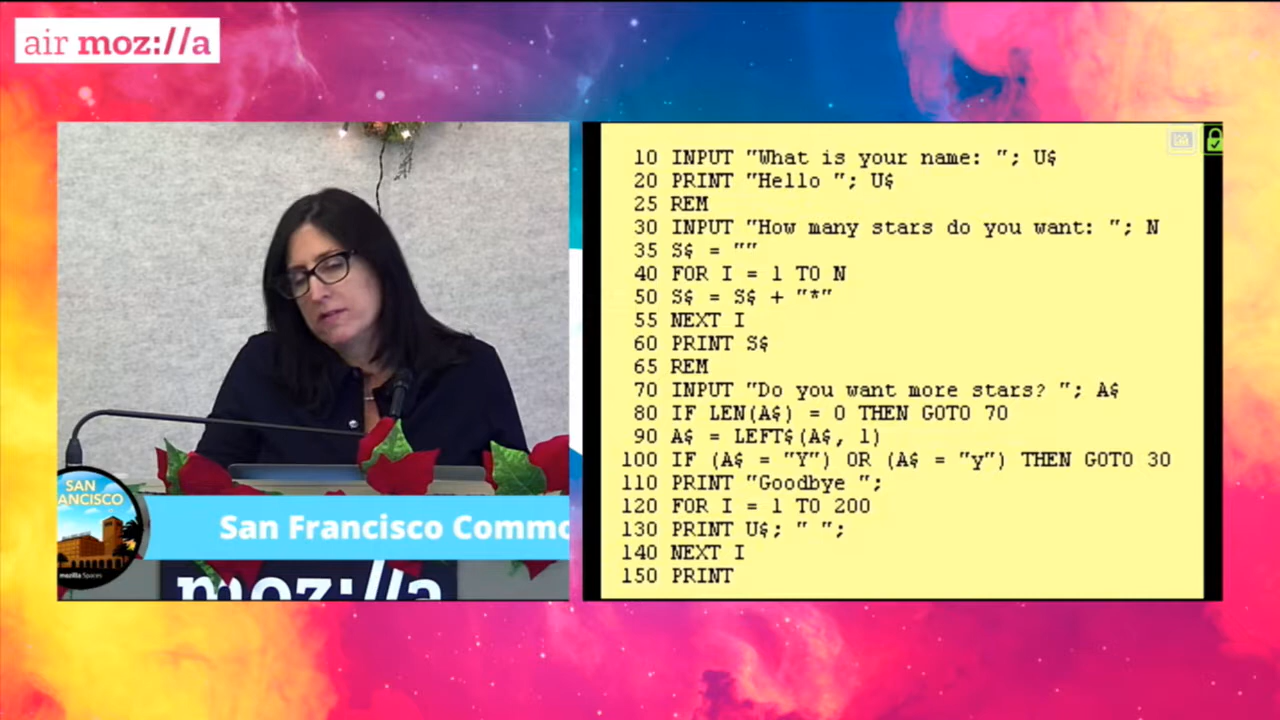 air moz://a
10 INPUT "What is your name: "; U$
20 PRINT "Hello "; U$
25 REM
30 INPUT "How many stars do you want: "; N
35 S$ = ""
40 FOR I = 1 TO N
50 S$ = S$ + "*"
55 NEXT I
60 PRINT S$
65 REM
70 INPUT "Do you want more stars? "; A$
80 IF LEN(A$) = 0 THEN GOTO 70
90 A$ = LEFT$(A$, 1)
100 IF (A$ = "Y") OR (A$ = "y") THEN GOTO 30
110 PRINT "Goodbye ";
120 FOR I = 1 TO 200
130 PRINT U$; " ";
140 NEXT I
150 PRINT
SAN
ANCISCO
mozilla Spaces
San Francisco Commo
moz://a